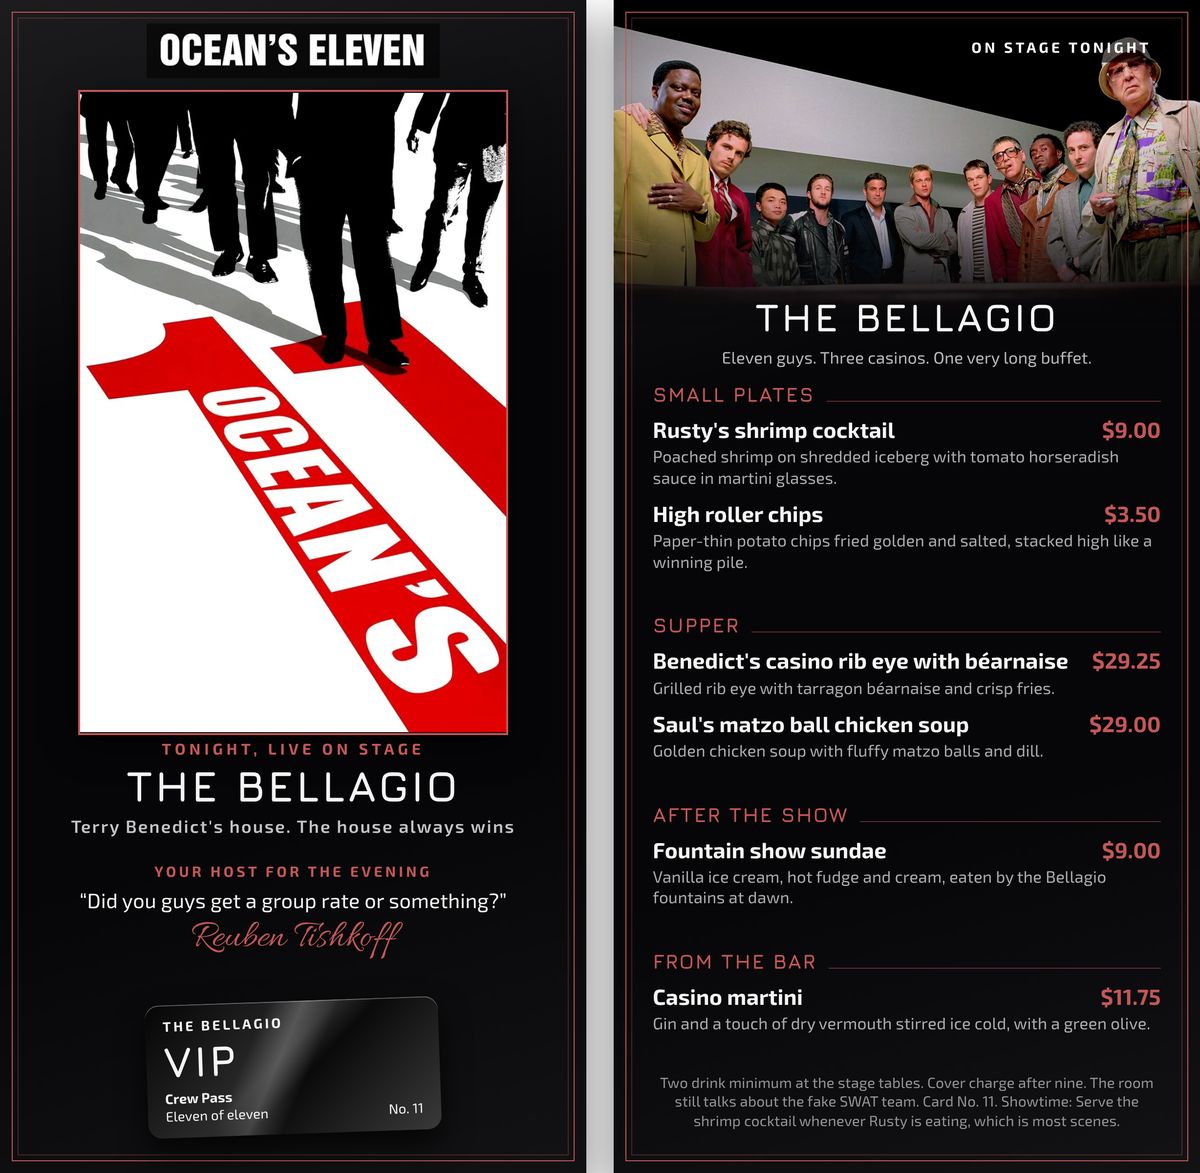 OCEAN'S ELEVEN
OCEAN'S
11
TONIGHT, LIVE ON STAGE
THE BELLAGIO
Terry Benedict's house. The house always wins
YOUR HOST FOR THE EVENING
“Did you guys get a group rate or something?”
Reuben Tishkoff
THE BELLAGIO
VIP
Crew Pass
Eleven of eleven
No. 11
ON STAGE TONIGHT
THE BELLAGIO
Eleven guys. Three casinos. One very long buffet.
SMALL PLATES
Rusty's shrimp cocktail $9.00
Poached shrimp on shredded iceberg with tomato horseradish
sauce in martini glasses.
High roller chips $3.50
Paper-thin potato chips fried golden and salted, stacked high like a
winning pile.
SUPPER
Benedict's casino rib eye with béarnaise $29.25
Grilled rib eye with tarragon béarnaise and crisp fries.
Saul's matzo ball chicken soup $29.00
Golden chicken soup with fluffy matzo balls and dill.
AFTER THE SHOW
Fountain show sundae $9.00
Vanilla ice cream, hot fudge and cream, eaten by the Bellagio
fountains at dawn.
FROM THE BAR
Casino martini $11.75
Gin and a touch of dry vermouth stirred ice cold, with a green olive.
Two drink minimum at the stage tables. Cover charge after nine. The room
still talks about the fake SWAT team. Card No. 11. Showtime: Serve the
shrimp cocktail whenever Rusty is eating, which is most scenes.